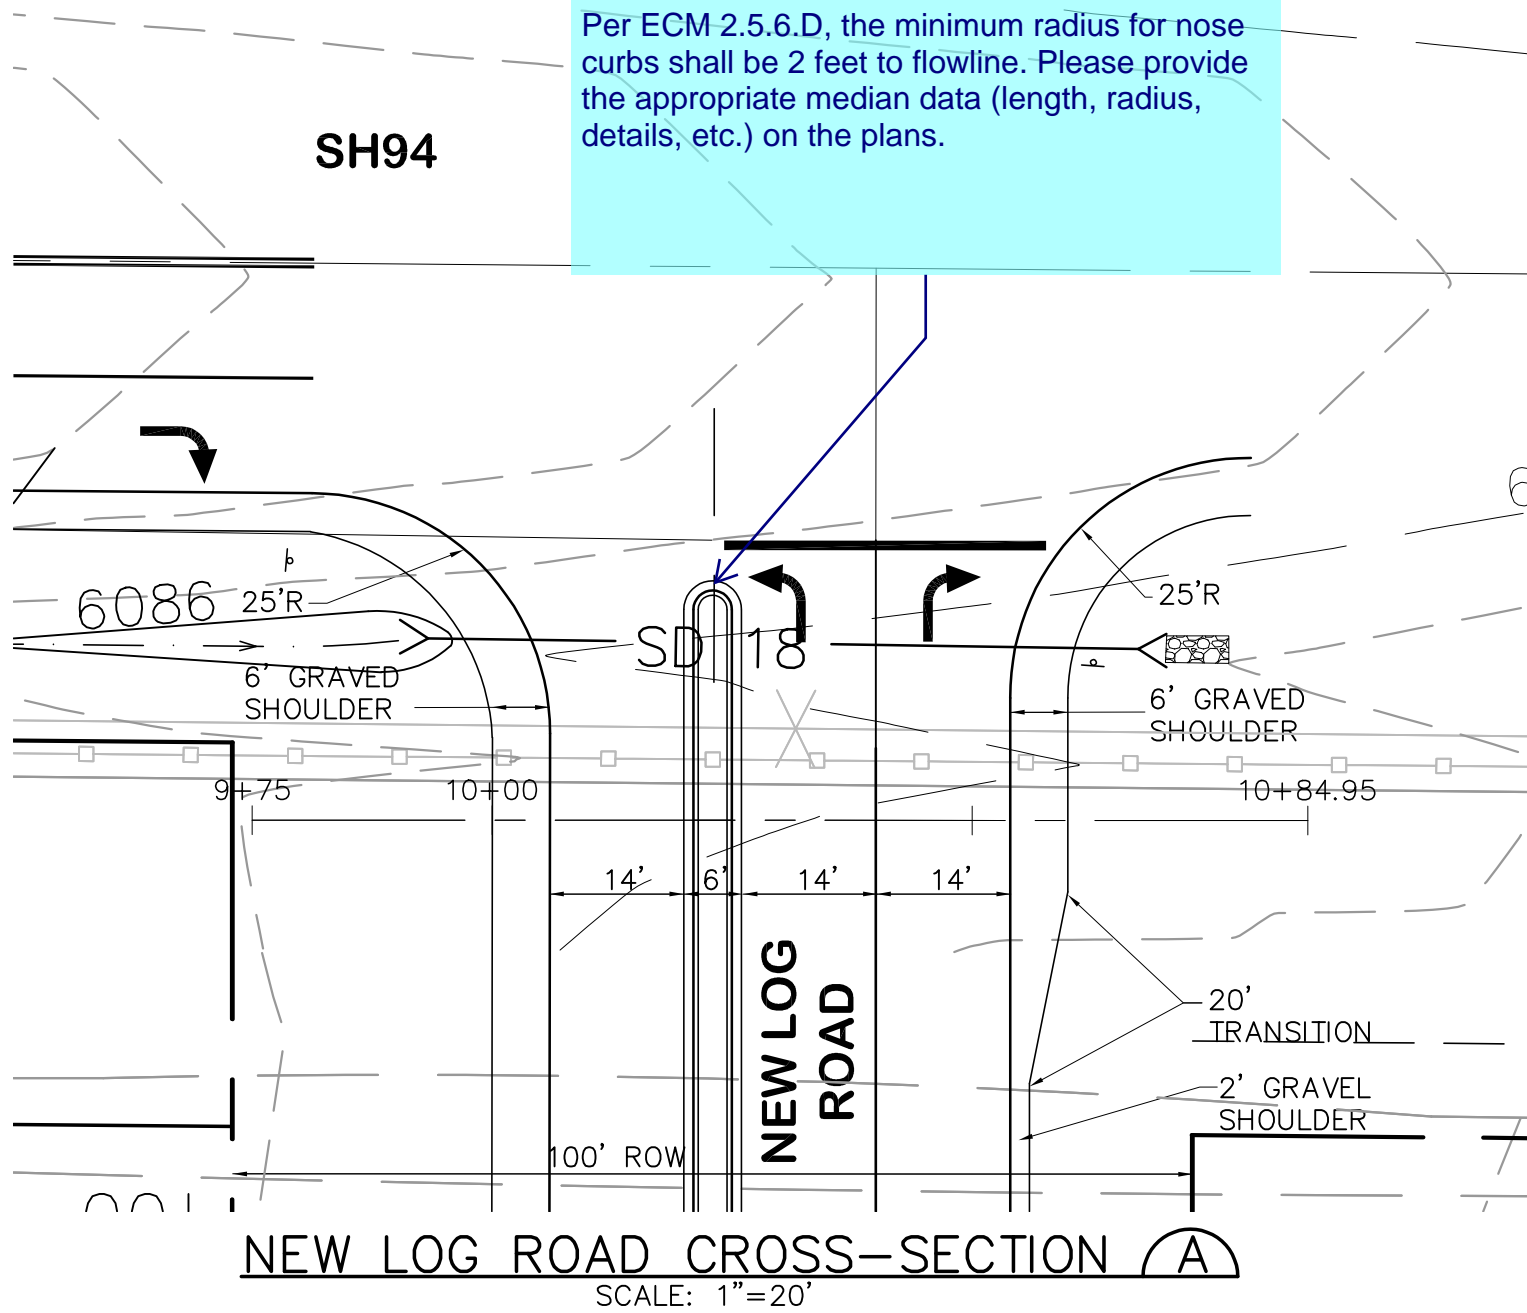 Per ECM 2.5.6.D, the minimum radius for nose
curbs shall be 2 feet to flowline. Please provide
the appropriate median data (length, radius,
details, etc.) on the plans.
SH94
6086
25'R
25'R
SD 18
6' GRAVED
SHOULDER
6' GRAVED
SHOULDER
9+75
10+00
10+84.95
14'
6'
14'
14'
NEW LOG
ROAD
20'
TRANSITION
2' GRAVEL
SHOULDER
100' ROW
NEW LOG ROAD CROSS-SECTION
A
SCALE: 1"=20'